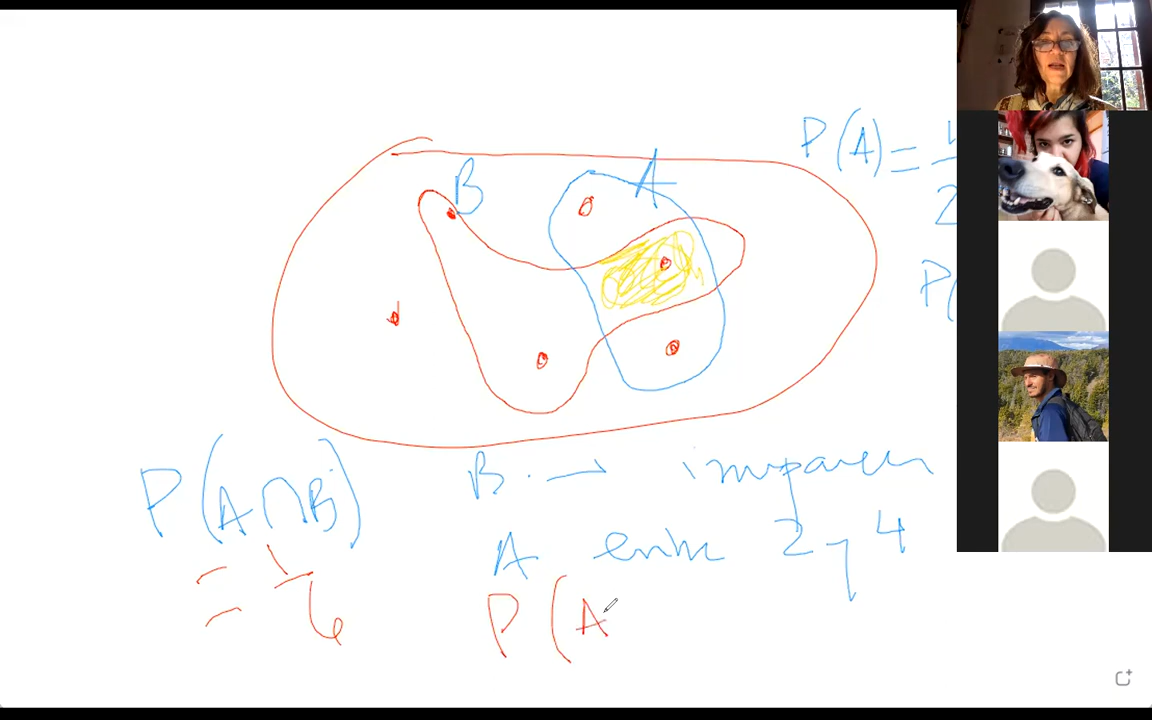 P(A) =
B
A
P(
P(A∩B)
= 1/6
B → impares
A entre 2 y 4
P(A